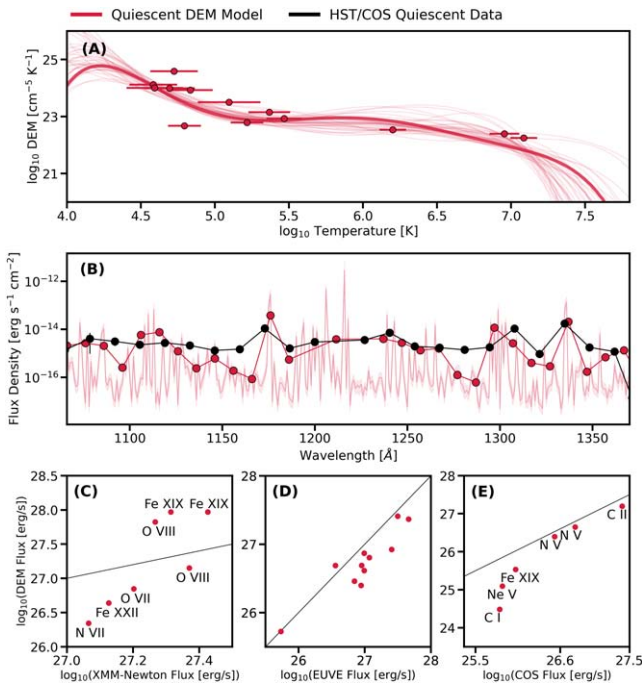 Quiescent DEM Model HST/COS Quiescent Data
(A)
25
23
21
log₁₀ DEM [cm⁻⁵ K⁻¹]
4.0 4.5 5.0 5.5 6.0 6.5 7.0 7.5
log₁₀ Temperature [K]
(B)
10⁻¹²
10⁻¹⁴
10⁻¹⁶
Flux Density [erg s⁻¹ cm⁻²]
1100 1150 1200 1250 1300 1350
Wavelength [Å]
(C)
28.5
28.0
27.5
27.0
26.5
26.0
log₁₀(DEM Flux [erg/s])
Fe XIX Fe XIX
O VIII
O VIII
O VII
Fe XXII
N VII
27.0 27.2 27.4
log₁₀(XMM-Newton Flux [erg/s])
(D)
28
27
26
26 27 28
log₁₀(EUVE Flux [erg/s])
(E)
28
27
26
25
24
C II
N V
N V
Fe XIX
Ne V
C I
25.5 26.6 27.5
log₁₀(COS Flux [erg/s])